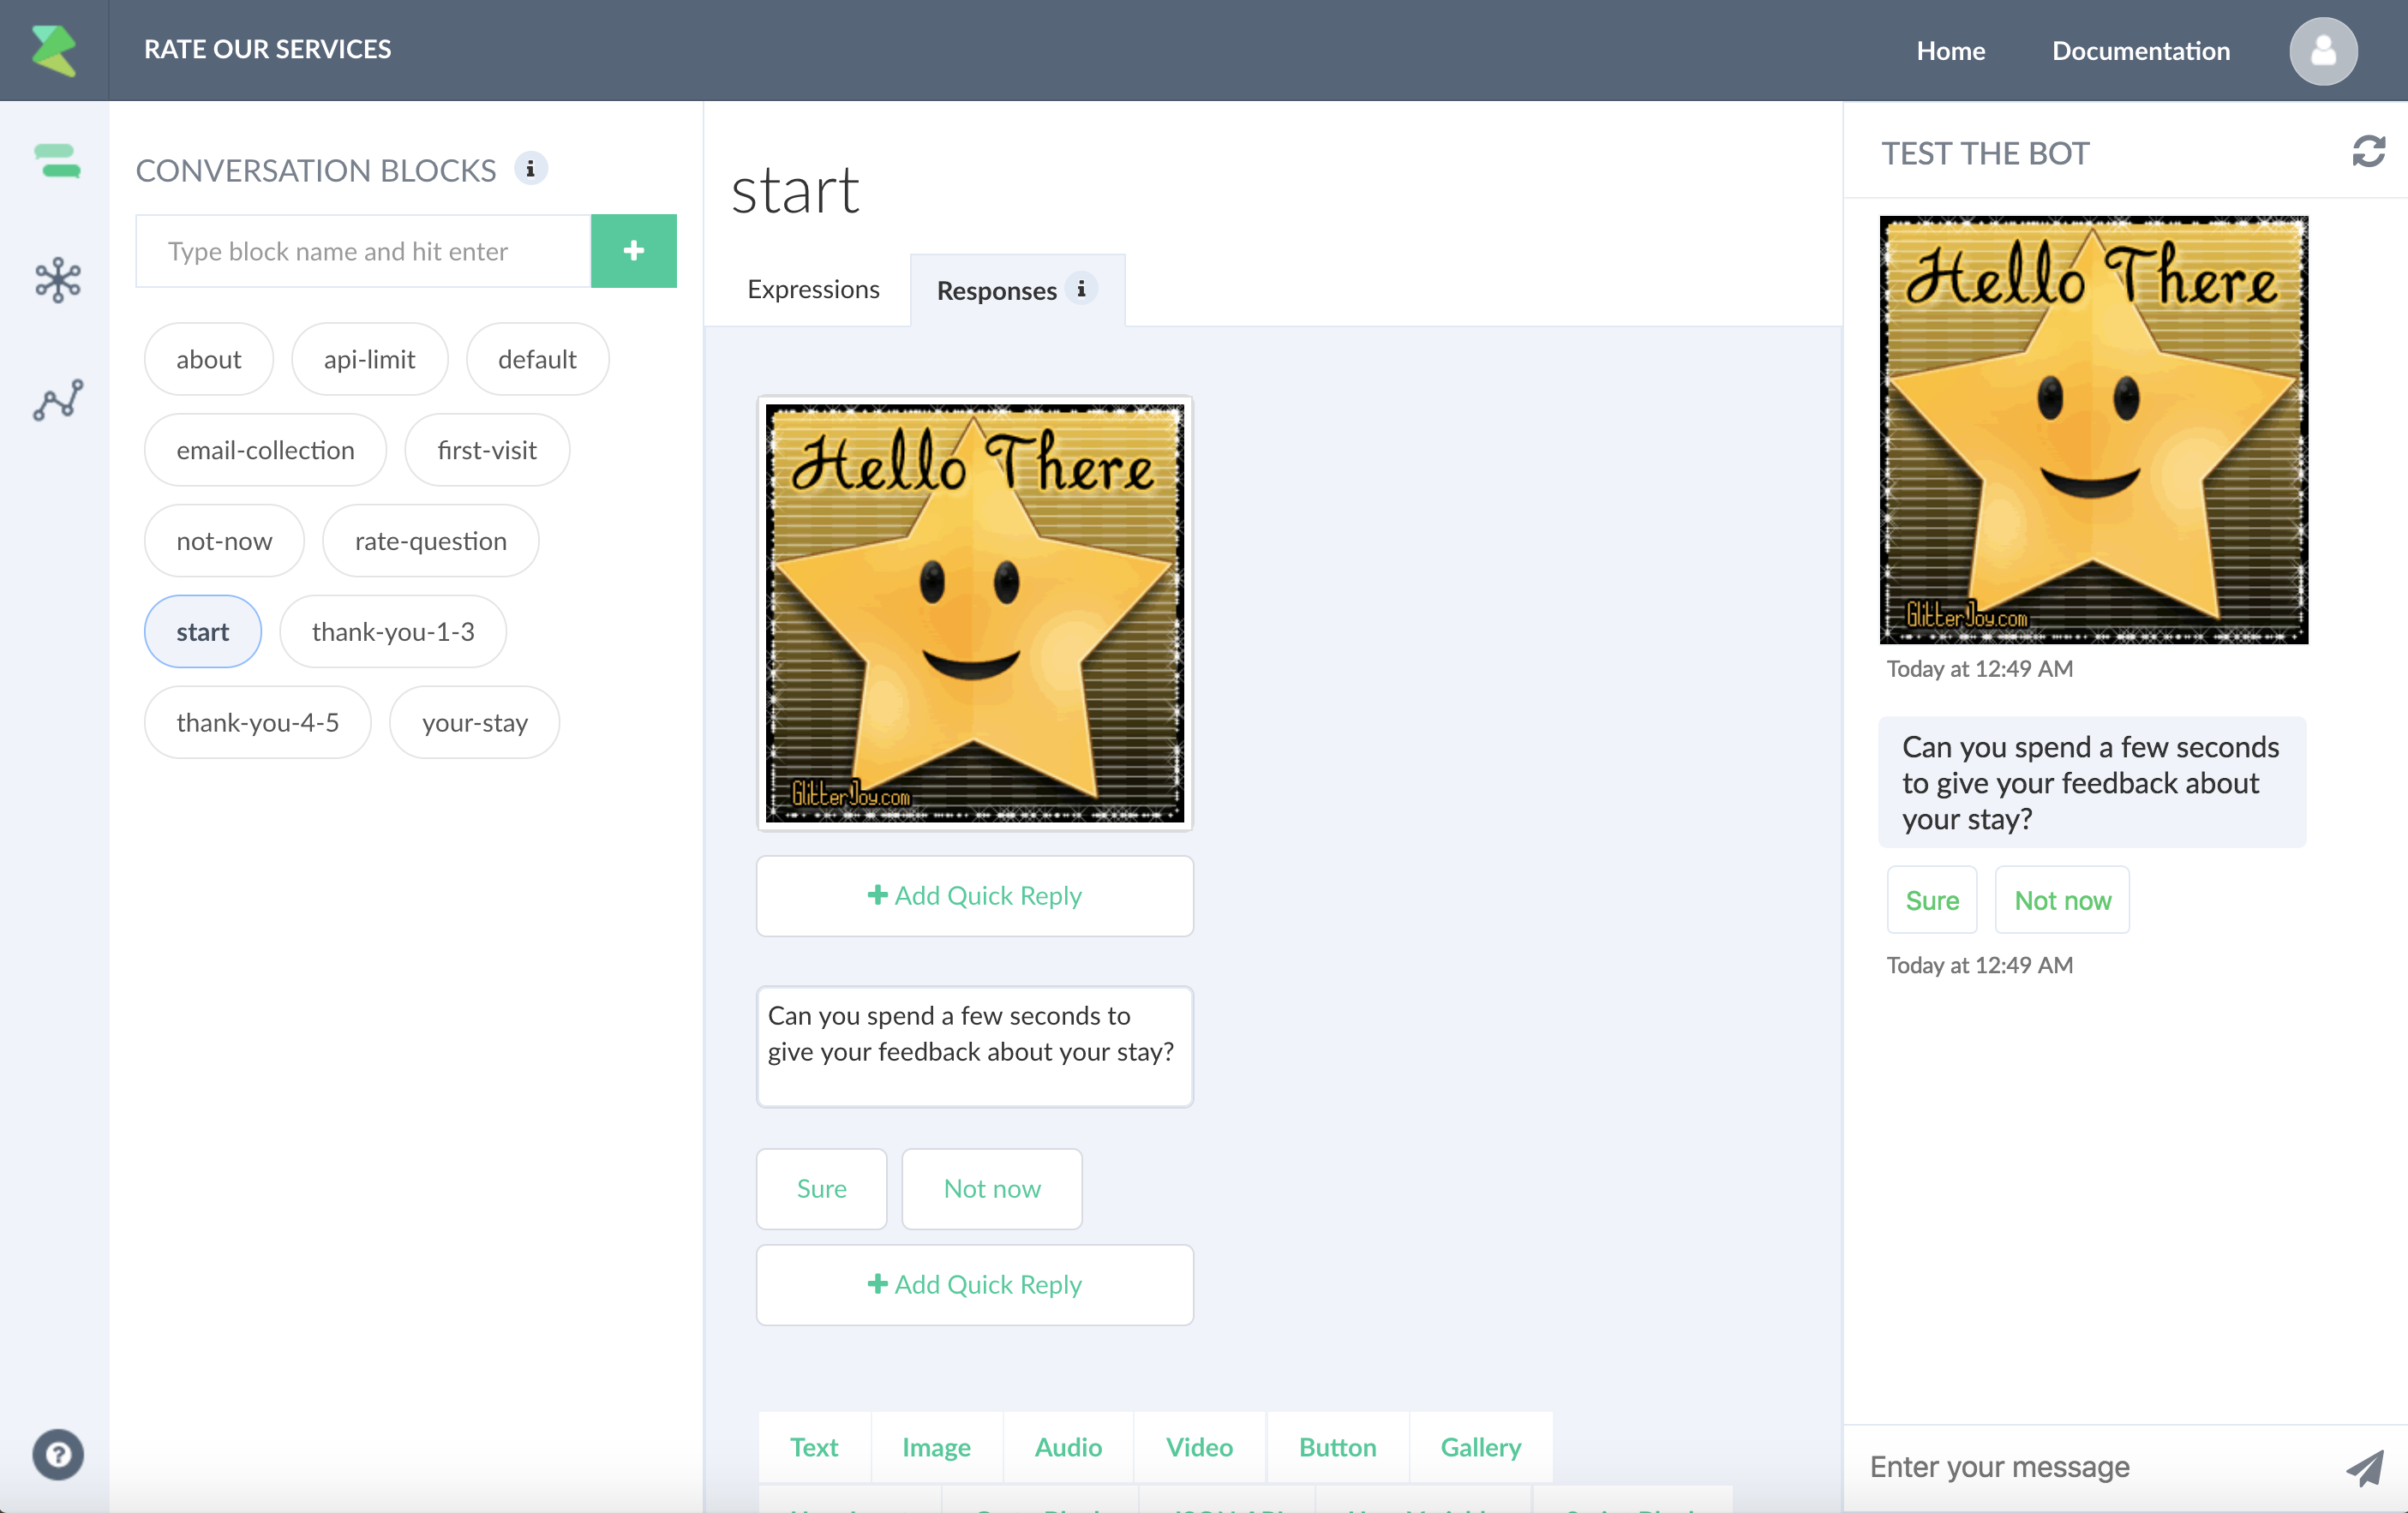 RATE OUR SERVICES
Home
Documentation
CONVERSATION BLOCKS
Type block name and hit enter
about
api-limit
default
email-collection
first-visit
not-now
rate-question
start
thank-you-1-3
thank-you-4-5
your-stay
start
Expressions
Responses
Hello There
GlitterJoy.com
Add Quick Reply
Can you spend a few seconds to
give your feedback about your stay?
Sure
Not now
Add Quick Reply
Text
Image
Audio
Video
Button
Gallery
TEST THE BOT
Hello There
GlitterJoy.com
Today at 12:49 AM
Can you spend a few seconds
to give your feedback about
your stay?
Sure
Not now
Today at 12:49 AM
Enter your message